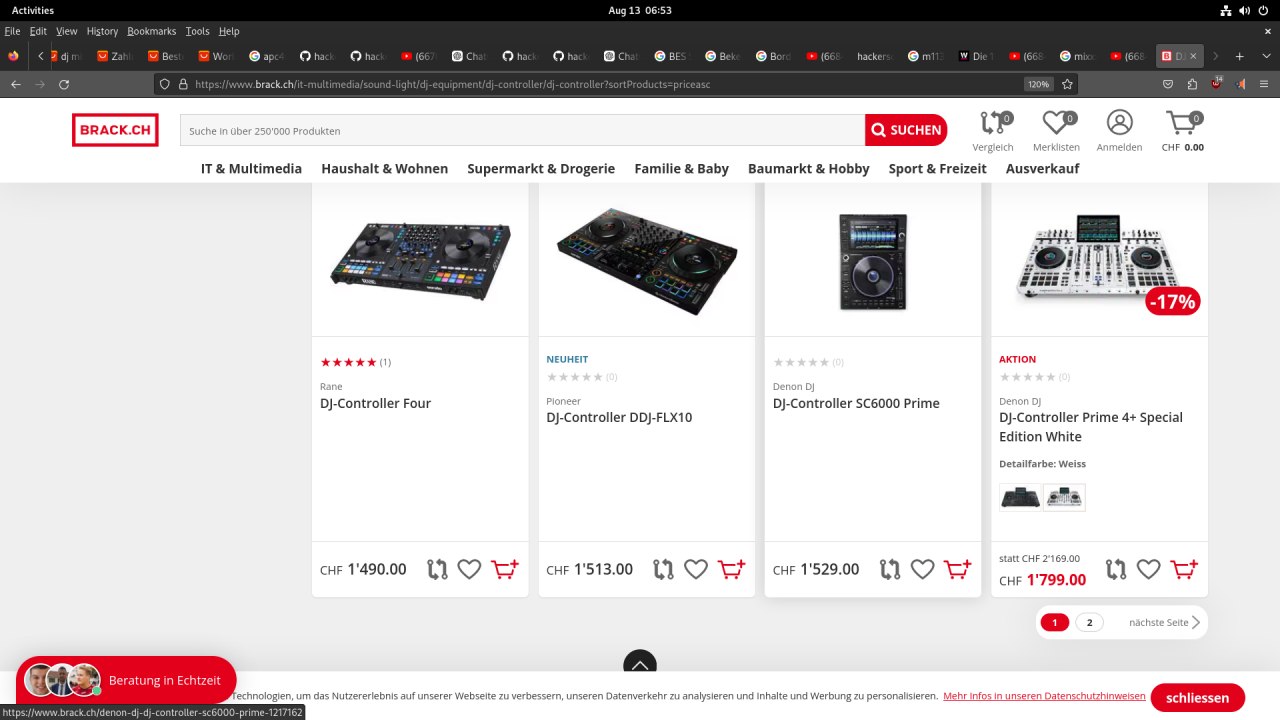 Activities
Aug 13 06:53
File Edit View History Bookmarks Tools Help
dj m
Zahl
Beste
Wor
apc4
hack
hack
(667
Chat
hack
hack
Chat
BES
Beke
Bord
(668
hackers
m113
Die
(668
mixx
(668
https://www.brack.ch/it-multimedia/sound-light/dj-equipment/dj-controller/dj-controller?sortProducts=priceasc
120%
14
BRACK.CH
Suche in über 250'000 Produkten
SUCHEN
0
0
0
Vergleich
Merklisten
Anmelden
CHF 0.00
IT & Multimedia
Haushalt & Wohnen
Supermarkt & Drogerie
Familie & Baby
Baumarkt & Hobby
Sport & Freizeit
Ausverkauf
(1)
Rane
DJ-Controller Four
CHF 1'490.00
NEUHEIT
(0)
Pioneer
DJ-Controller DDJ-FLX10
CHF 1'513.00
(0)
Denon DJ
DJ-Controller SC6000 Prime
CHF 1'529.00
-17%
AKTION
(0)
Denon DJ
DJ-Controller Prime 4+ Special
Edition White
Detailfarbe: Weiss
statt CHF 2'169.00
CHF 1'799.00
1
2
nächste Seite
Beratung in Echtzeit
Technologien, um das Nutzererlebnis auf unserer Webseite zu verbessern, unseren Datenverkehr zu analysieren und Inhalte und Werbung zu personalisieren. Mehr Infos in unseren Datenschutzhinweisen
schliessen
https://www.brack.ch/denon-dj-dj-controller-sc6000-prime-1217162